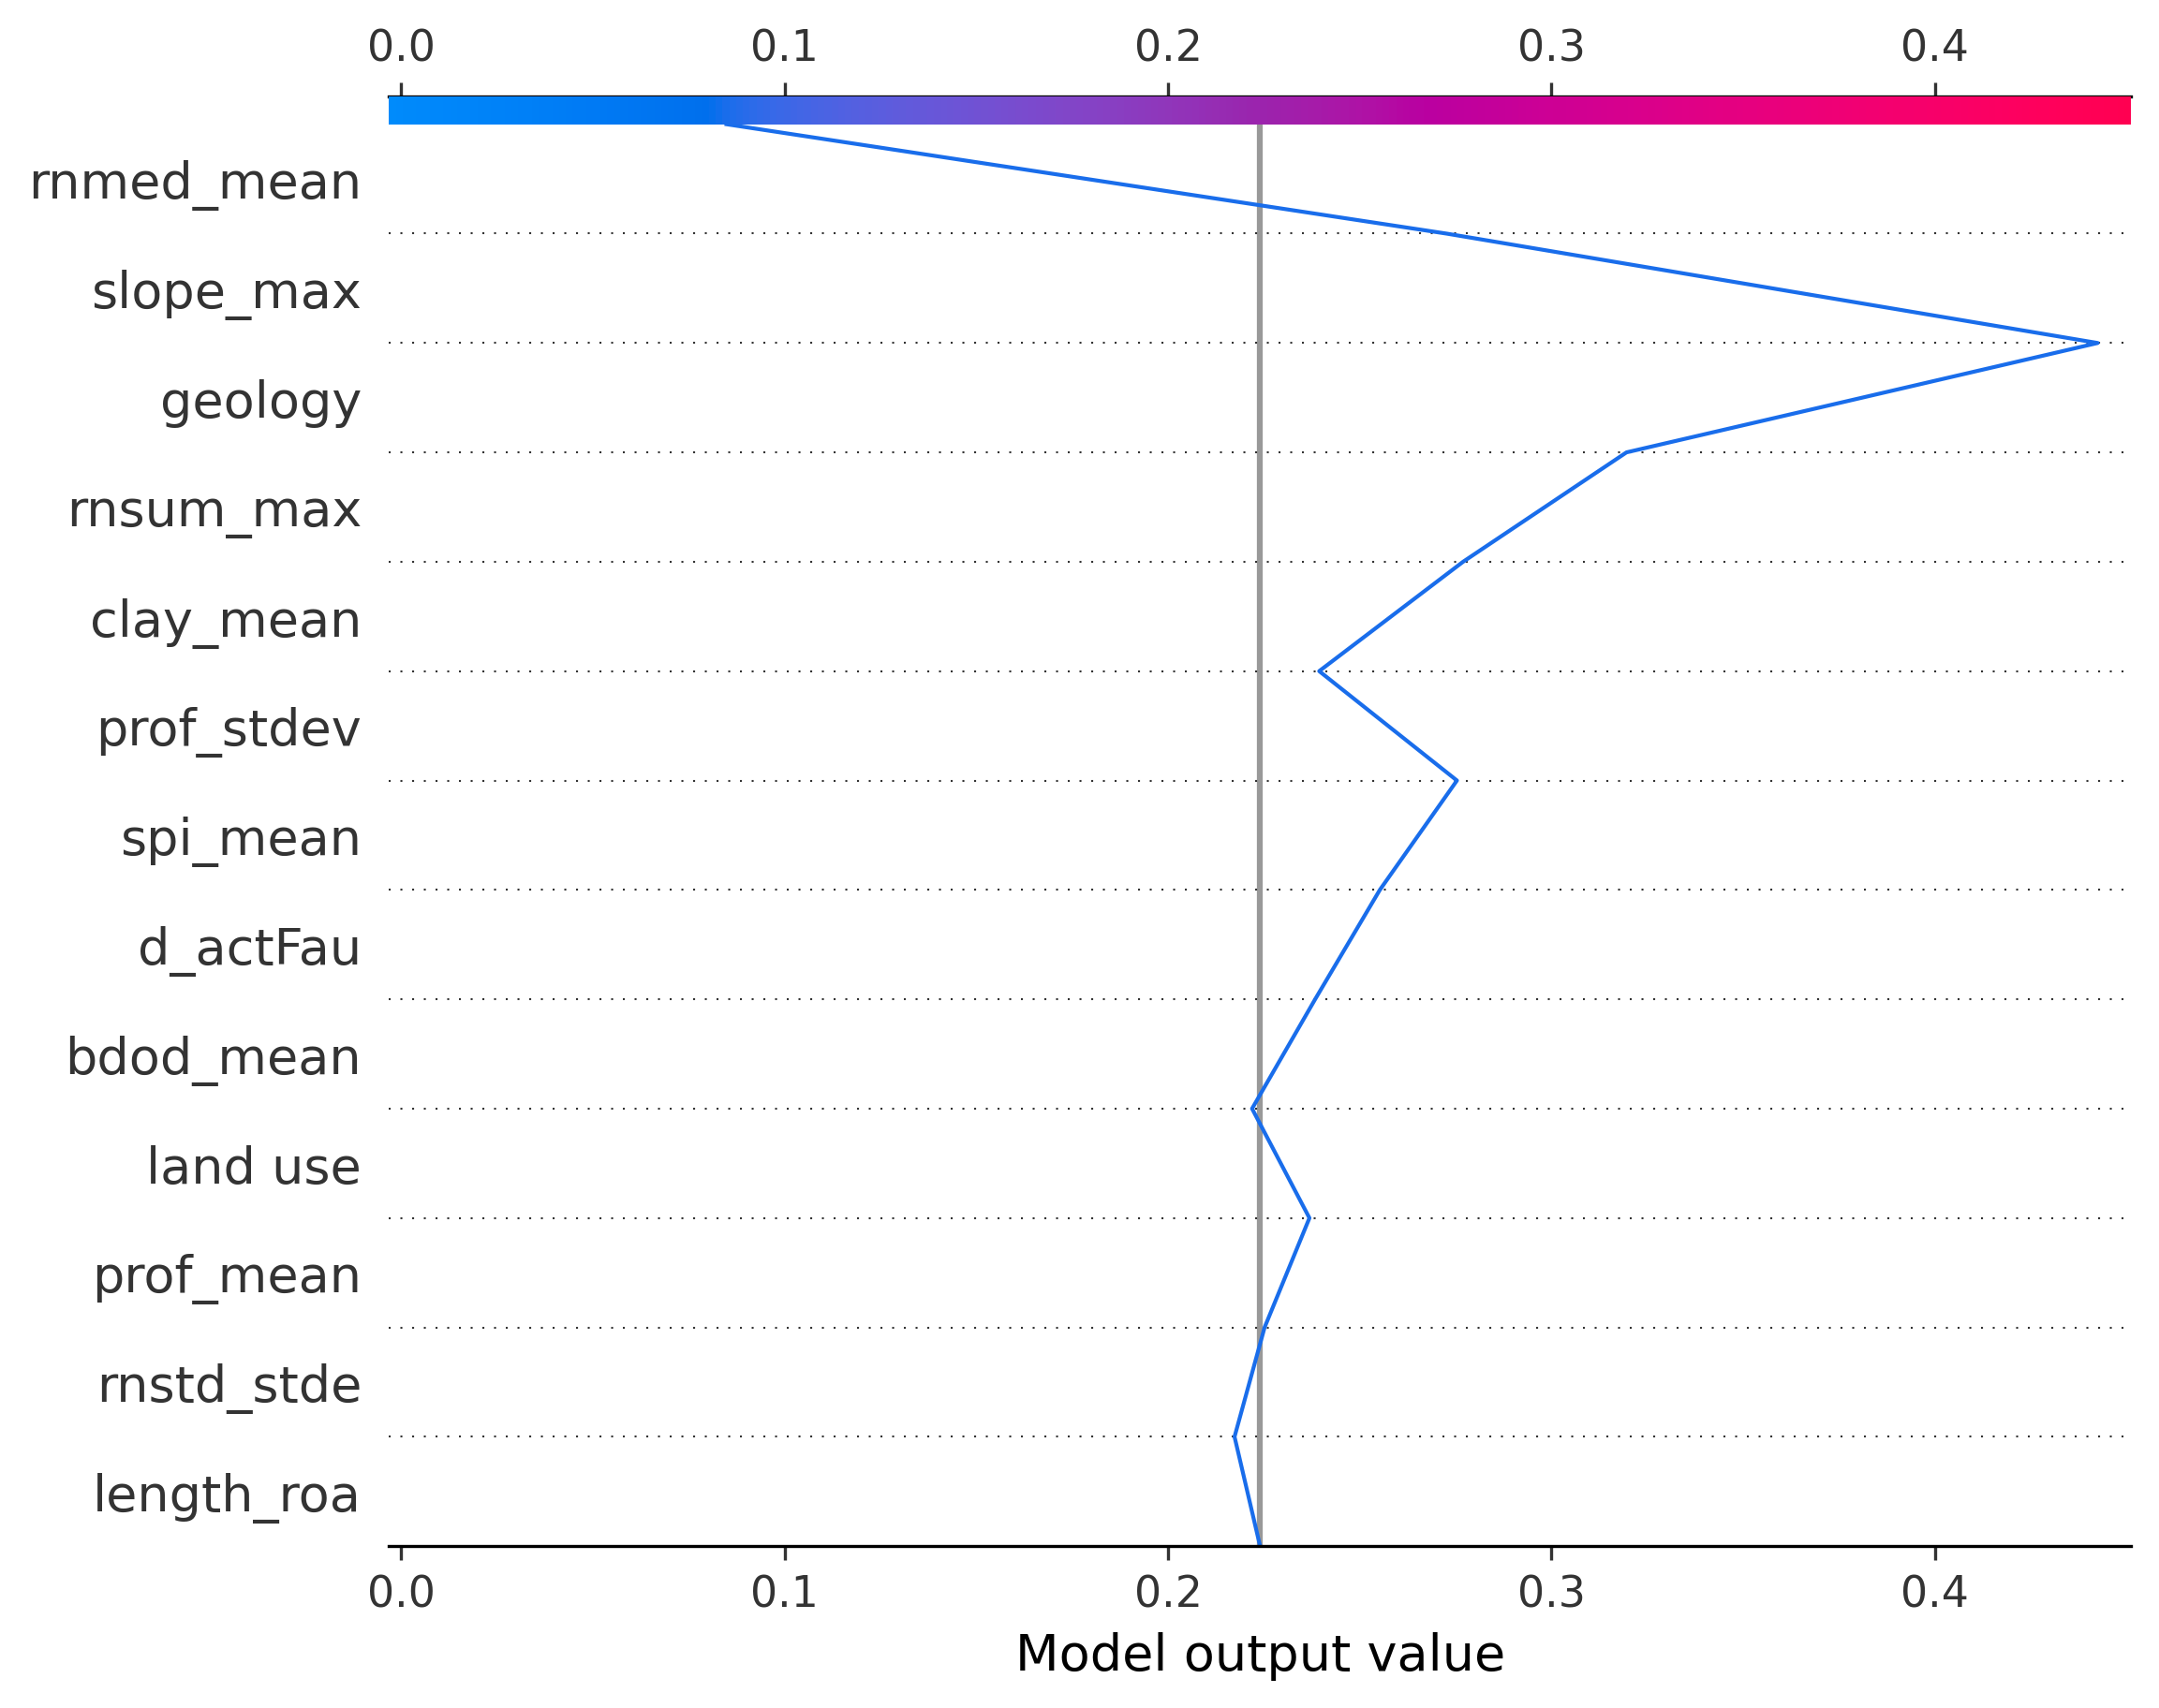 0.0 0.1 0.2 0.3 0.4
rnmed_mean
slope_max
geology
rnsum_max
clay_mean
prof_stdev
spi_mean
d_actFau
bdod_mean
land use
prof_mean
rnstd_stde
length_roa
0.0 0.1 0.2 0.3 0.4
Model output value